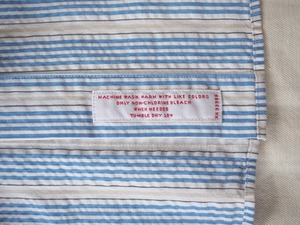 MACHINE WASH WARM WITH LIKE COLORS
ONLY NON-CHLORINE BLEACH
WHEN NEEDED
TUMBLE DRY LOW